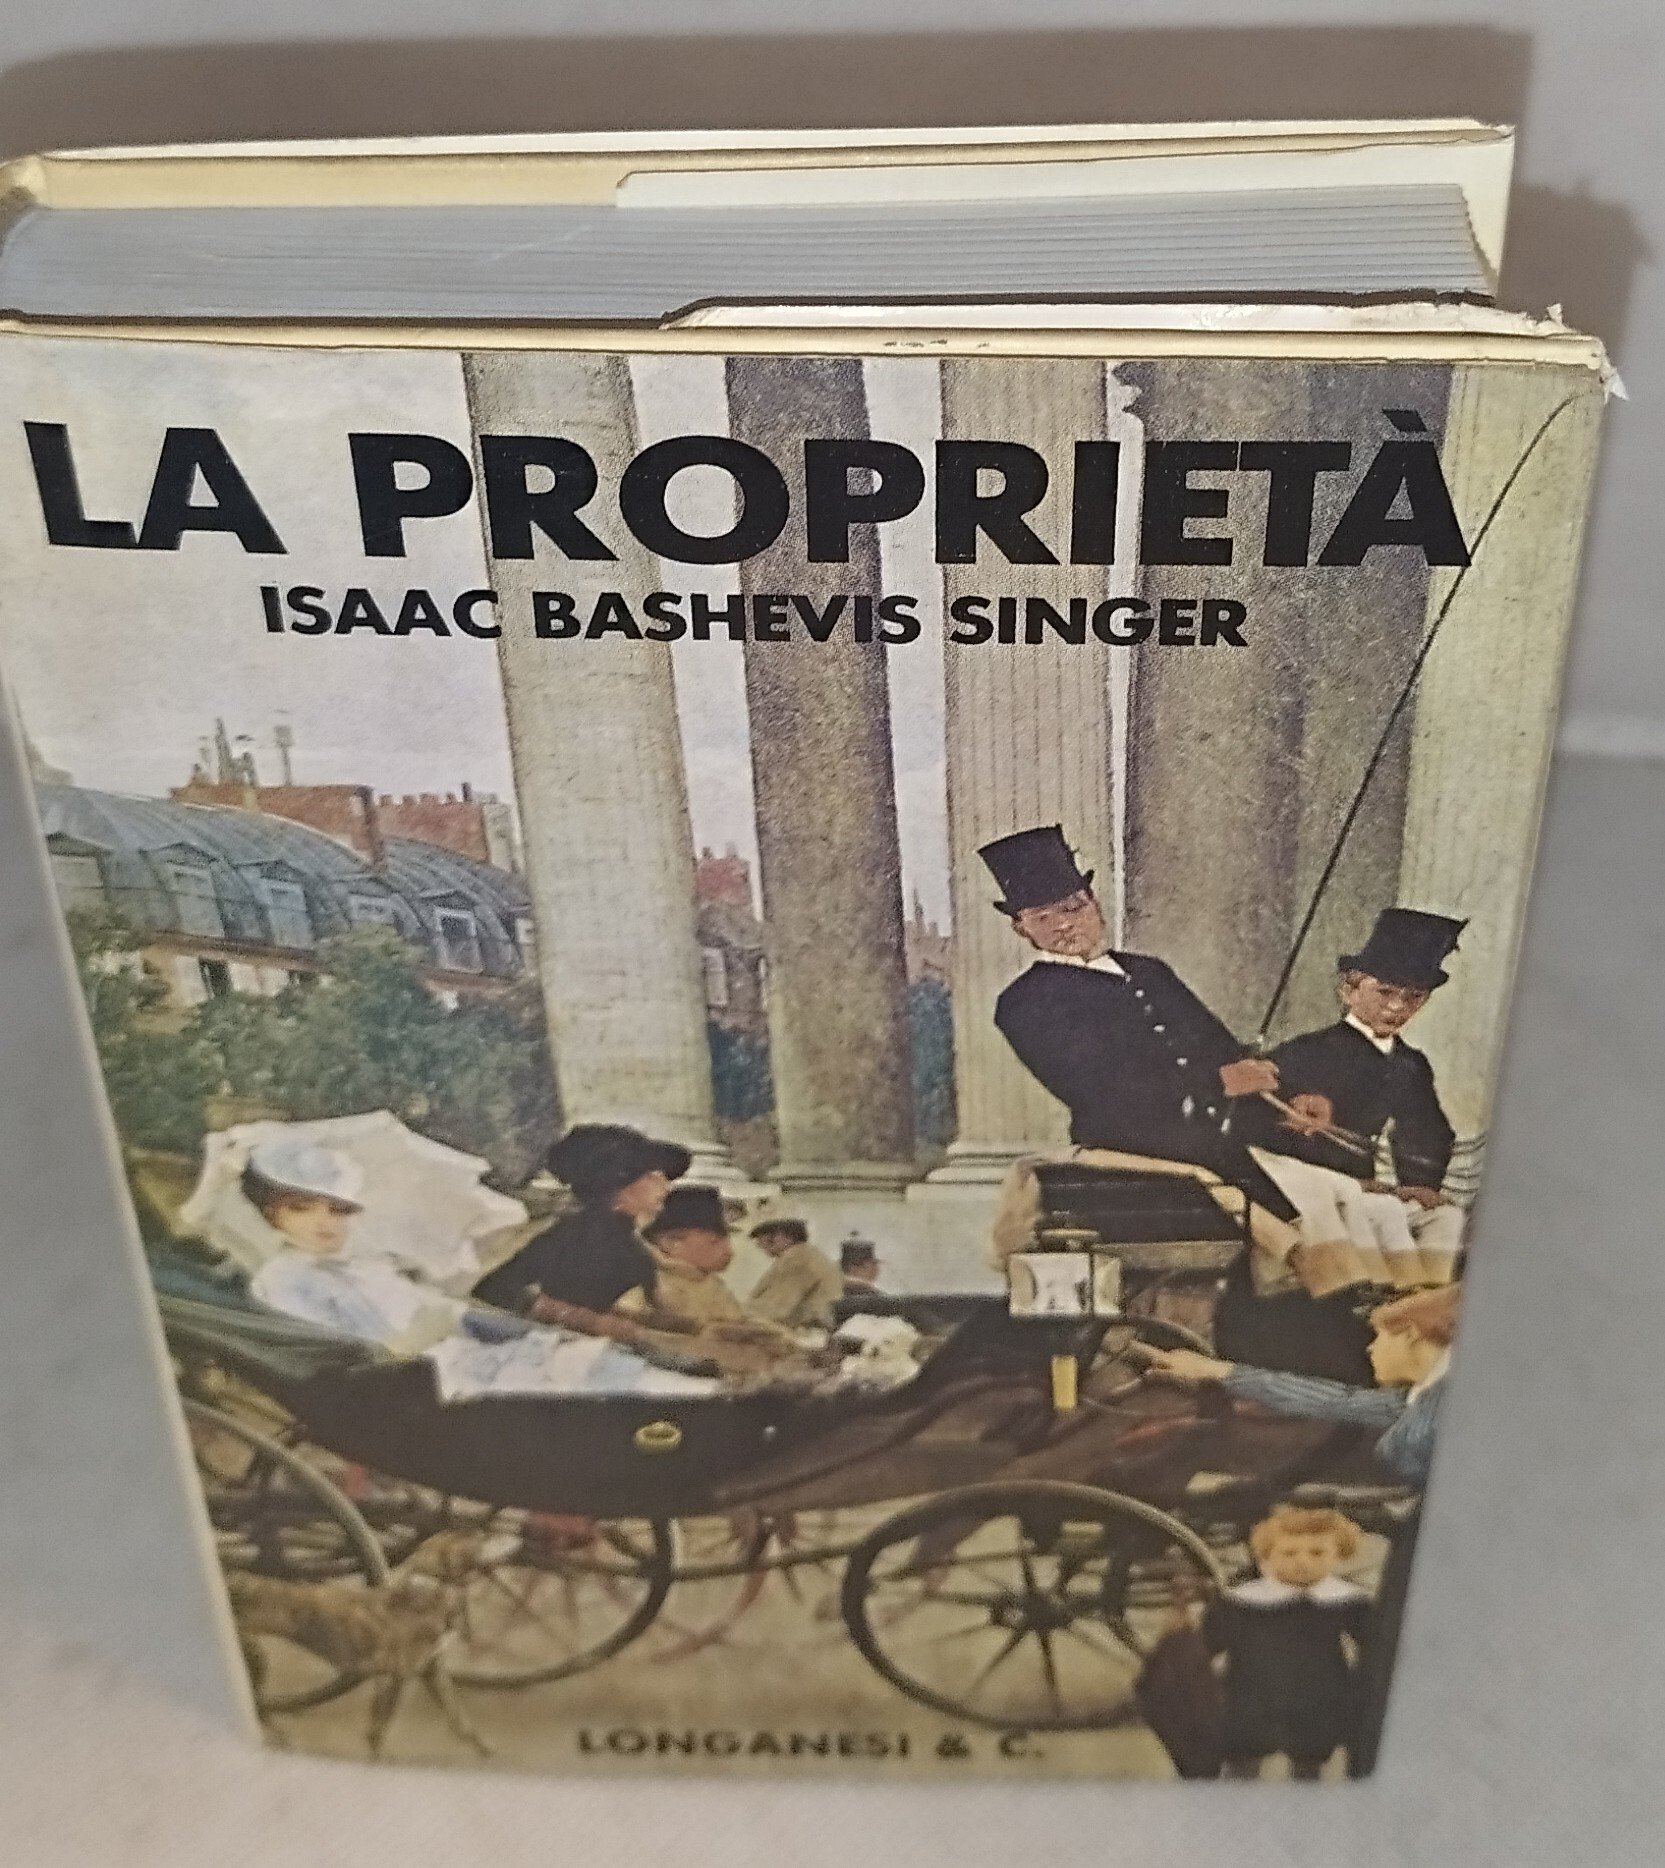 LA PROPRIETÀ
ISAAC BASHEVIS SINGER
LONGANESI & C.